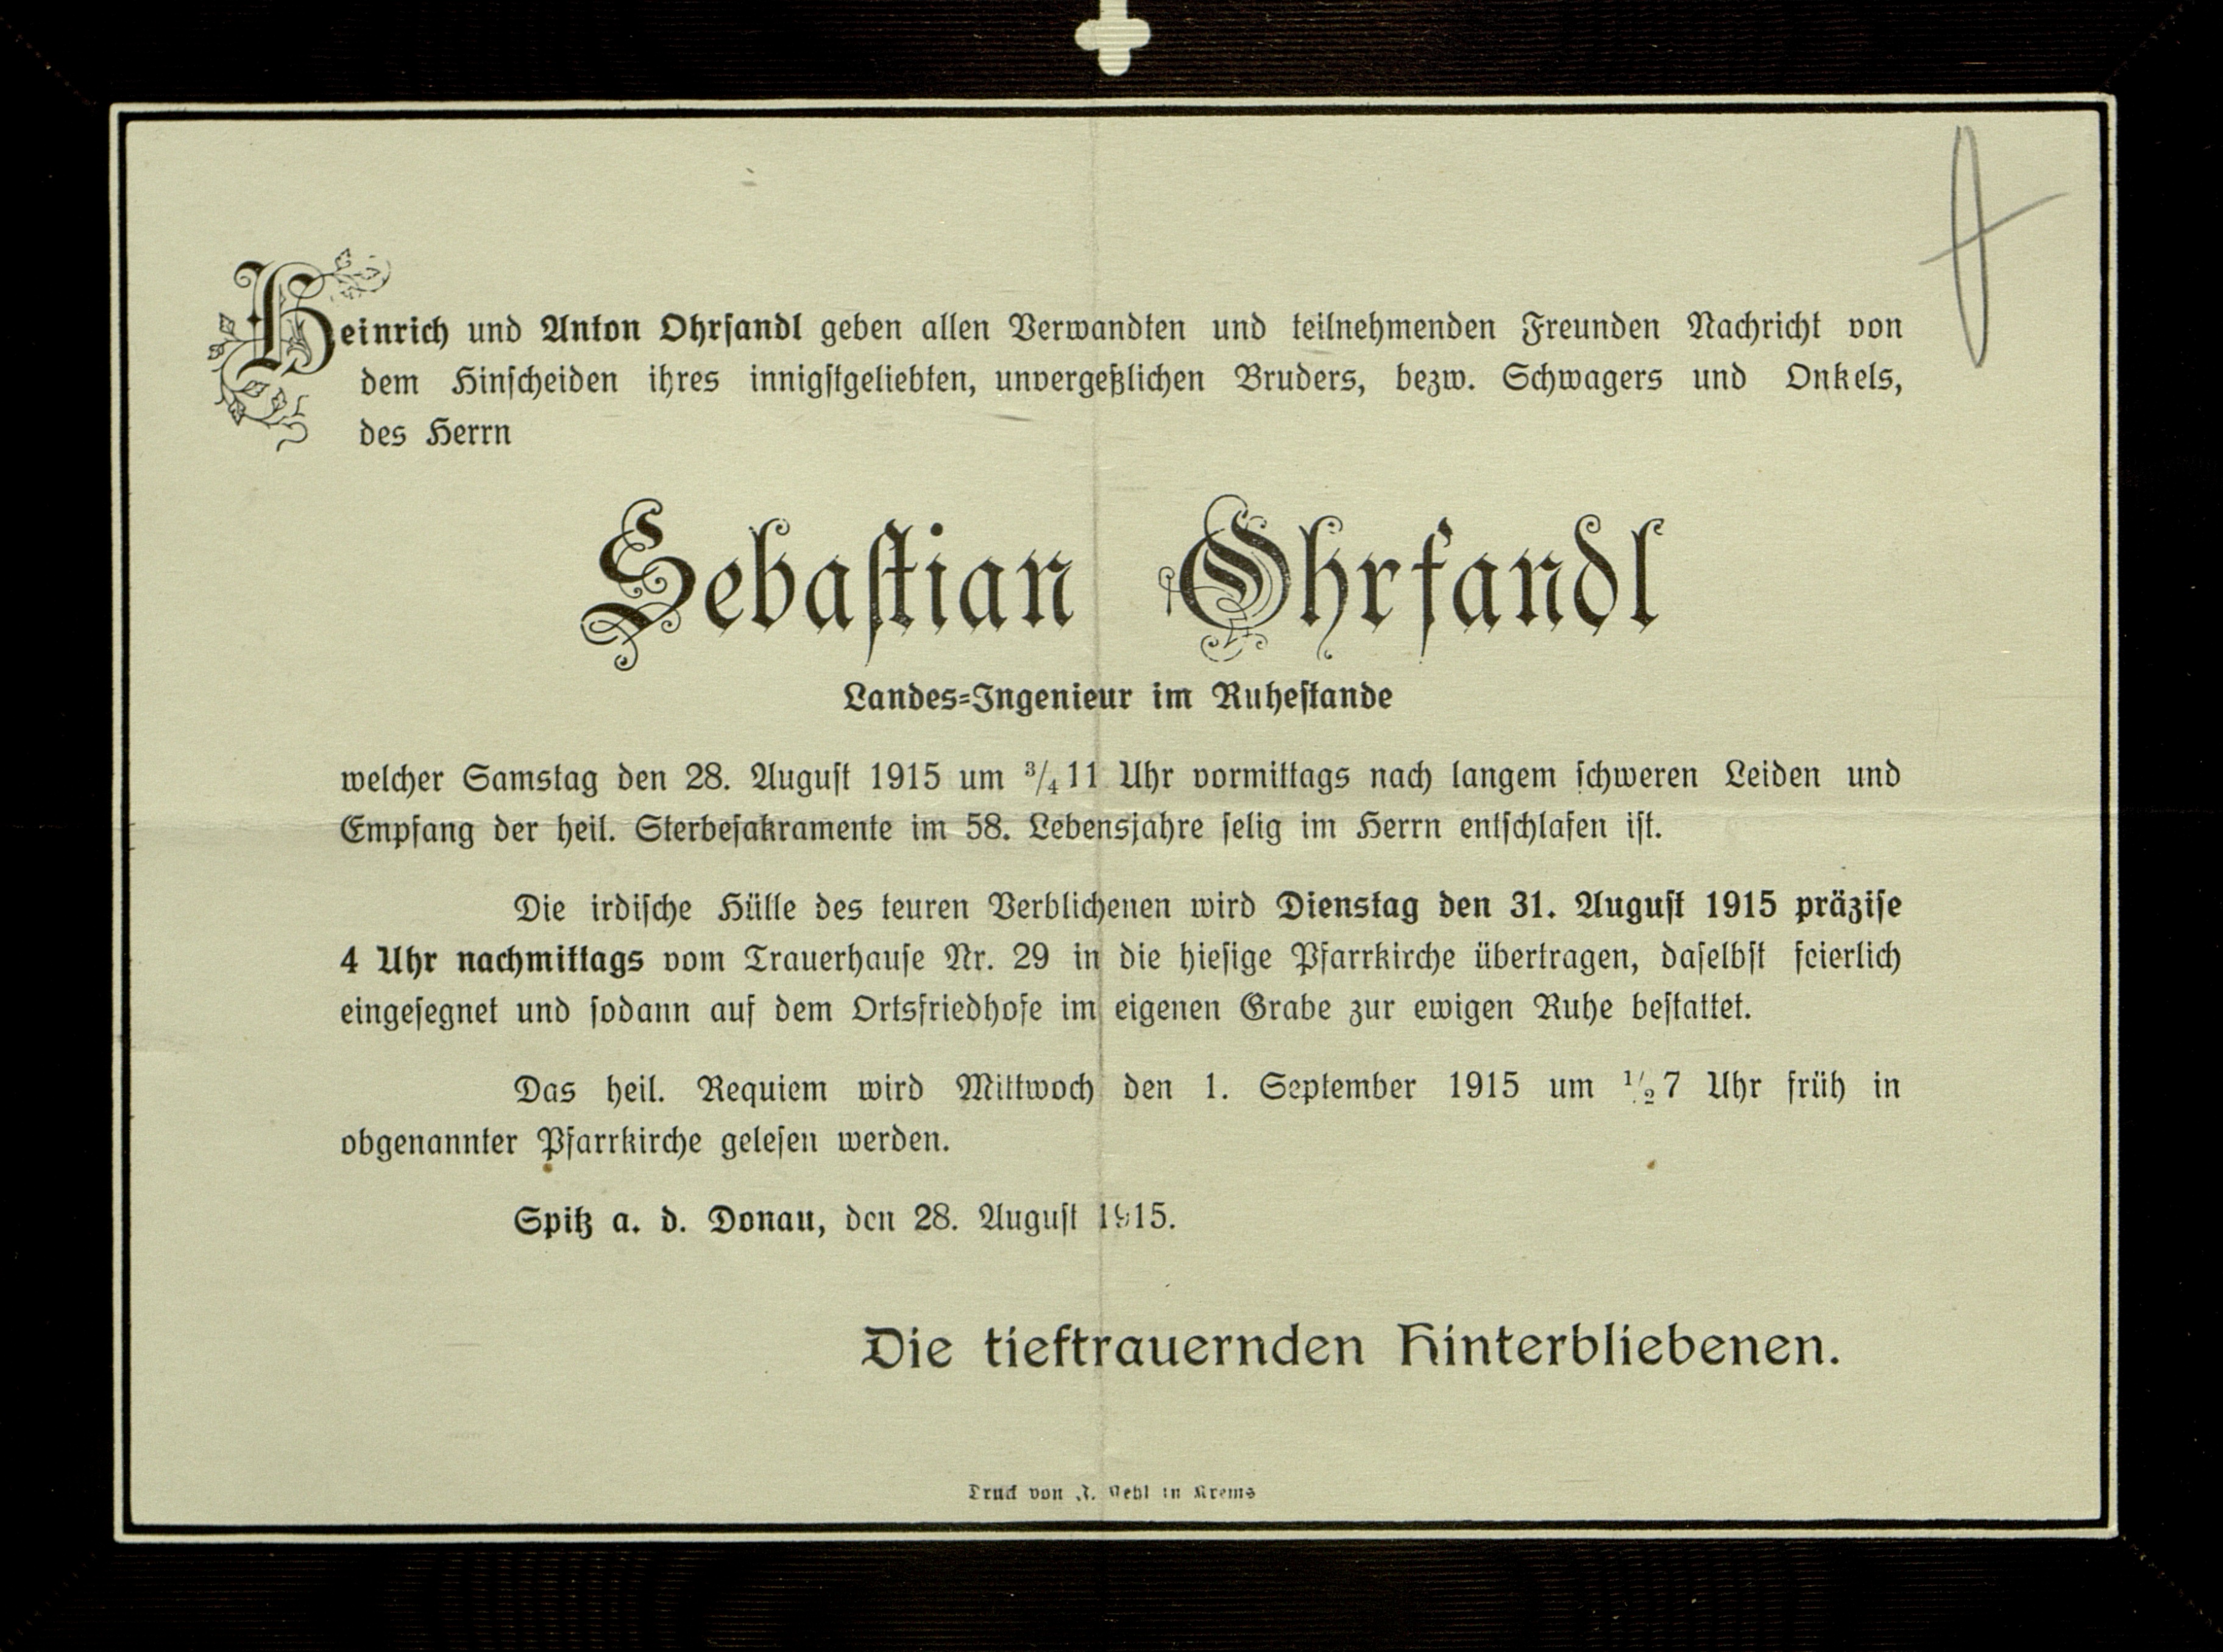 Heinrich und Anton Ohrfandl geben allen Verwandten und teilnehmenden Freunden Nachricht von
dem Hinscheiden ihres innigstgeliebten, unvergeßlichen Bruders, bezw. Schwagers und Onkels,
des Herrn
Sebastian Ohrfandl
Landes-Ingenieur im Ruhestande
welcher Samstag den 28. August 1915 um 3/4 11 Uhr vormittags nach langem schweren Leiden und
Empfang der heil. Sterbesakramente im 58. Lebensjahre selig im Herrn entschlafen ist.
Die irdische Hülle des teuren Verblichenen wird Dienstag den 31. August 1915 präzise
4 Uhr nachmittags vom Trauerhause Nr. 29 in die hiesige Pfarrkirche übertragen, daselbst feierlich
eingesegnet und sodann auf dem Ortsfriedhofe im eigenen Grabe zur ewigen Ruhe bestattet.
Das heil. Requiem wird Mittwoch den 1. September 1915 um 1/2 7 Uhr früh in
obgenannter Pfarrkirche gelesen werden.
Spitz a. d. Donau, den 28. August 1915.
Die tieftrauernden Hinterbliebenen.
Druck von in Krems